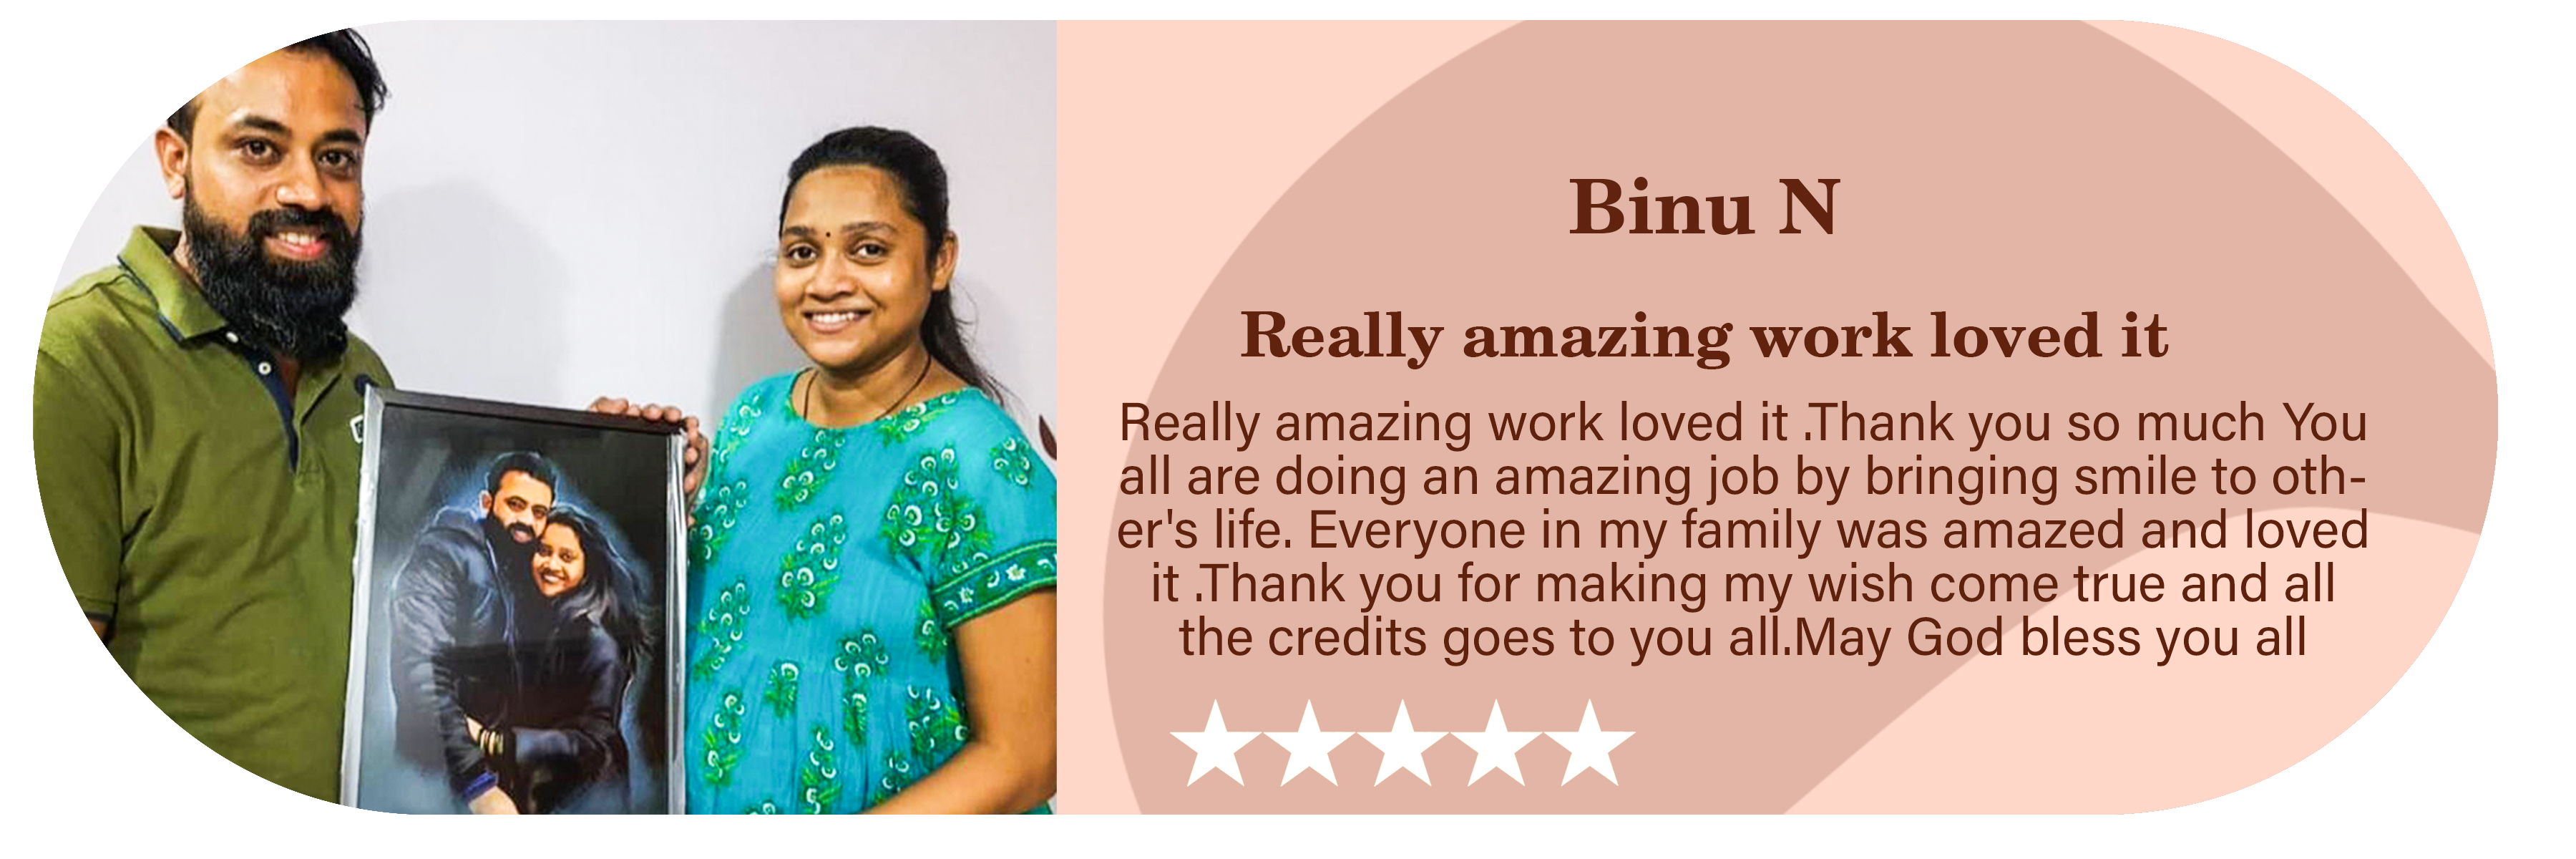 Binu N
Really amazing work loved it
Really amazing work loved it .Thank you so much You
all are doing an amazing job by bringing smile to oth-
er's life. Everyone in my family was amazed and loved
it .Thank you for making my wish come true and all
the credits goes to you all.May God bless you all